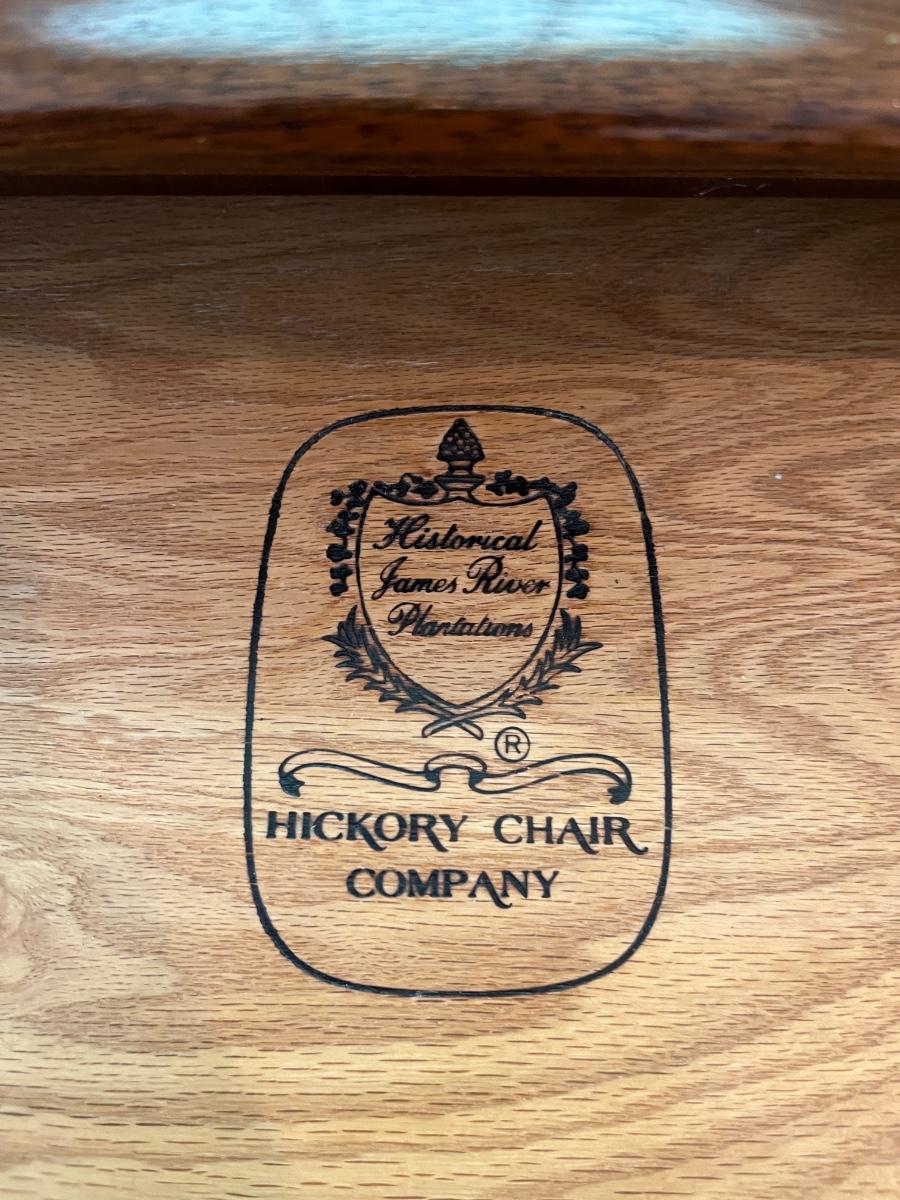 Historical
James River
Plantations
®
HICKORY CHAIR
COMPANY